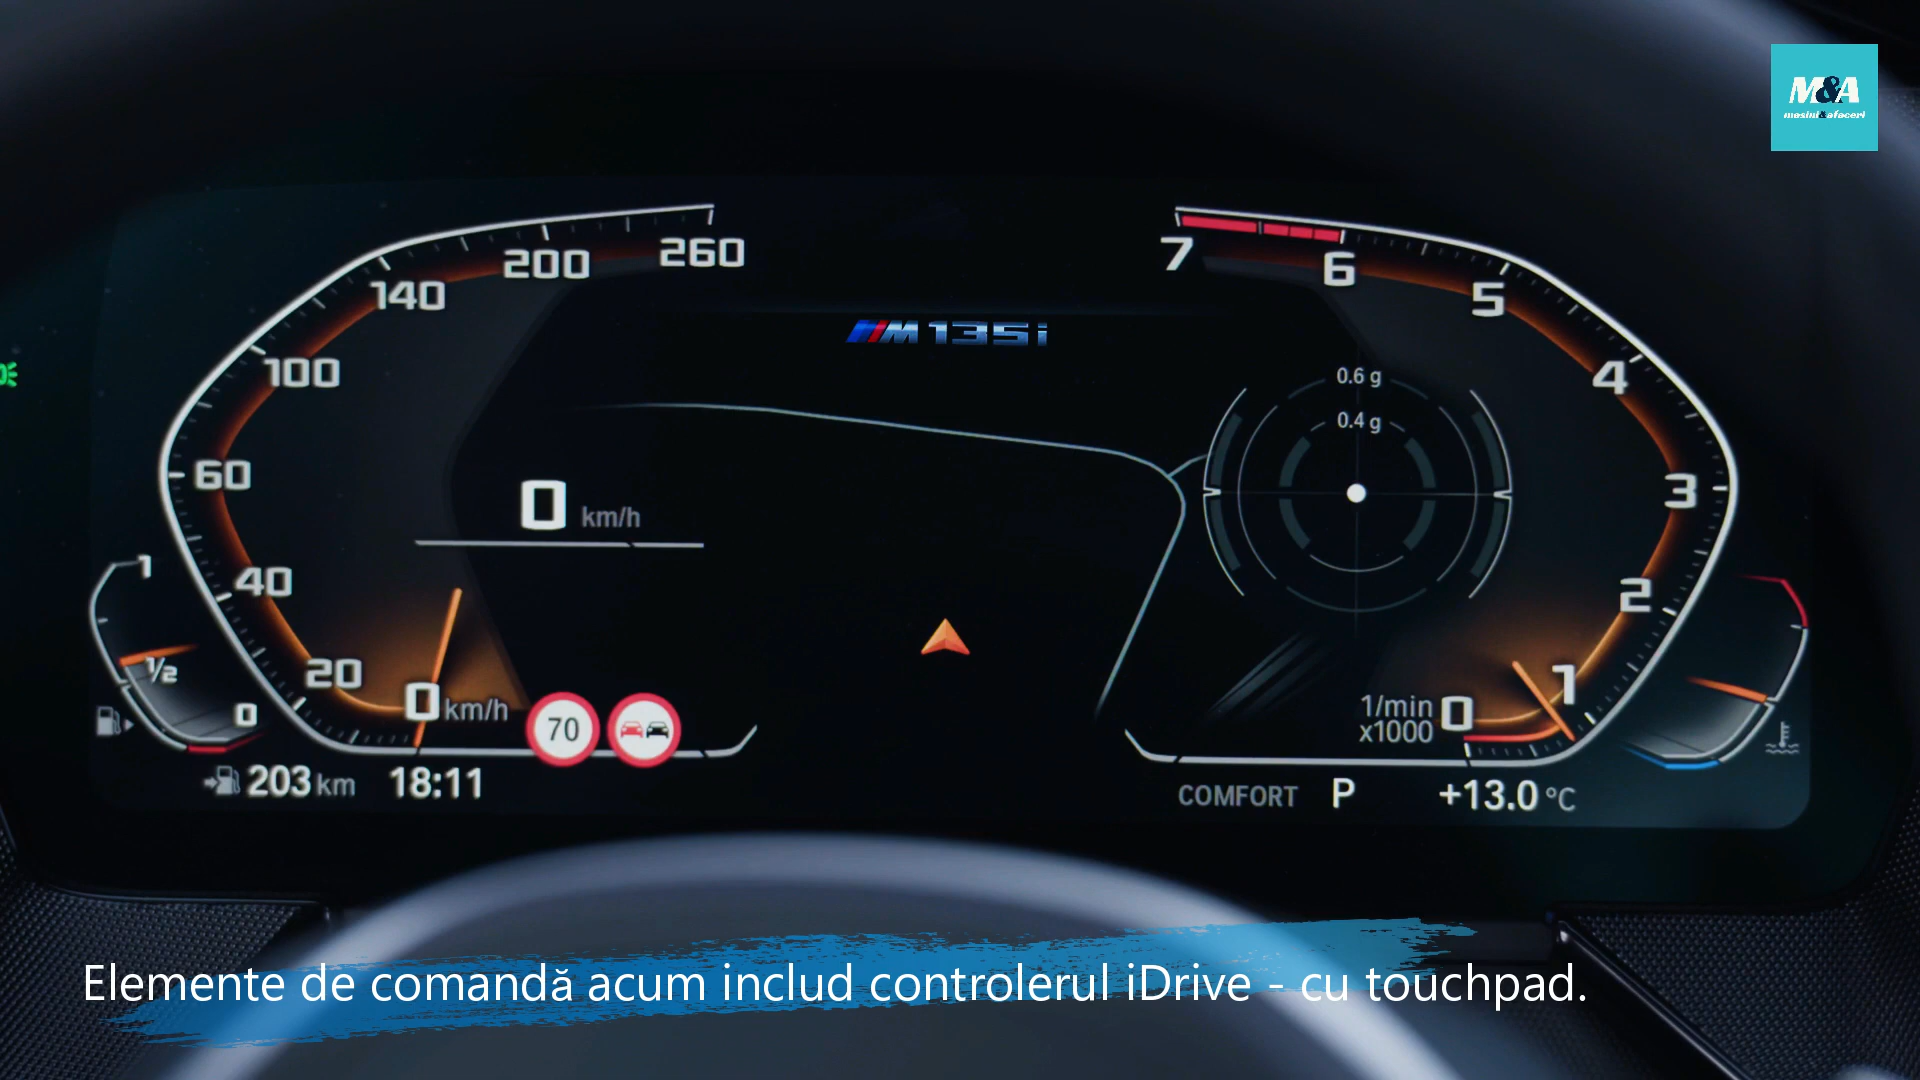 M&A
masini&afaceri
260
200
140
100
60
40
20
0 km/h
0 km/h
M135i
7
6
5
4
3
2
1
0
1/min
x1000
0.6 g
0.4 g
1
1/2
0
70
203 km
18:11
COMFORT P
+13.0 °C
Elemente de comandă acum includ controlerul iDrive - cu touchpad.